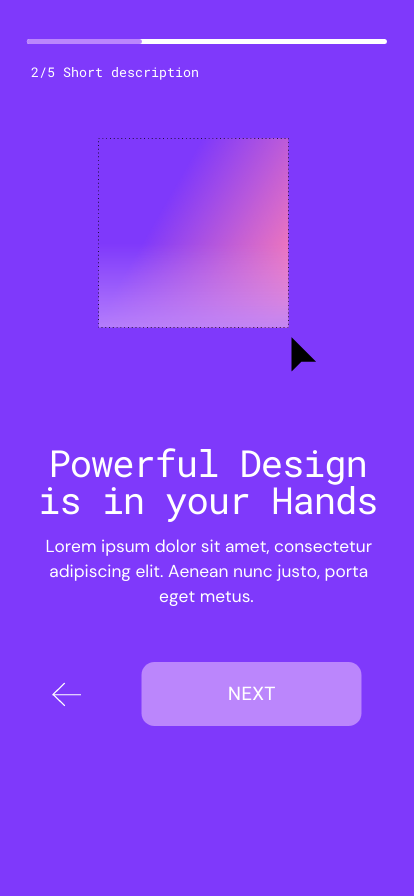 2/5 Short description
Powerful Design
is in your Hands
Lorem ipsum dolor sit amet, consectetur
adipiscing elit. Aenean nunc justo, porta
eget metus.
NEXT